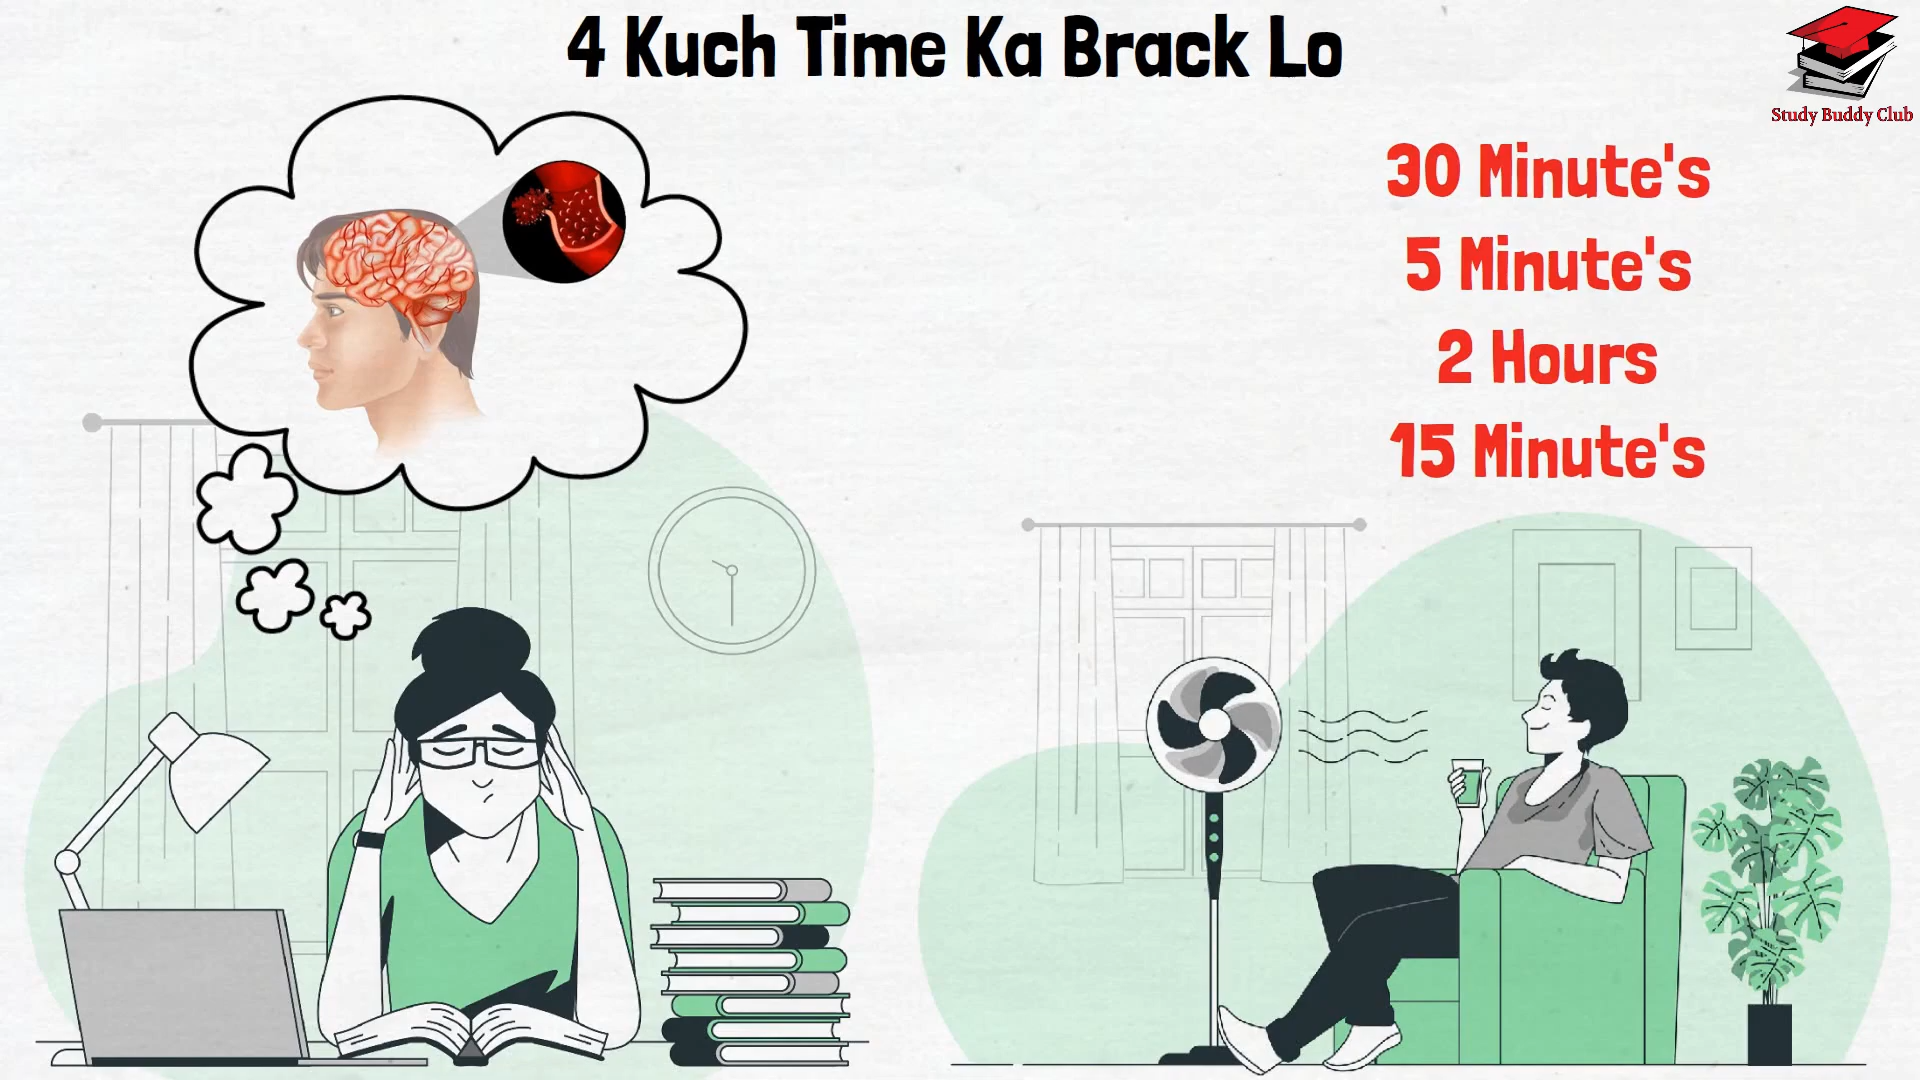 4 Kuch Time Ka Brack Lo
Study Buddy Club
30 Minute's
5 Minute's
2 Hours
15 Minute's